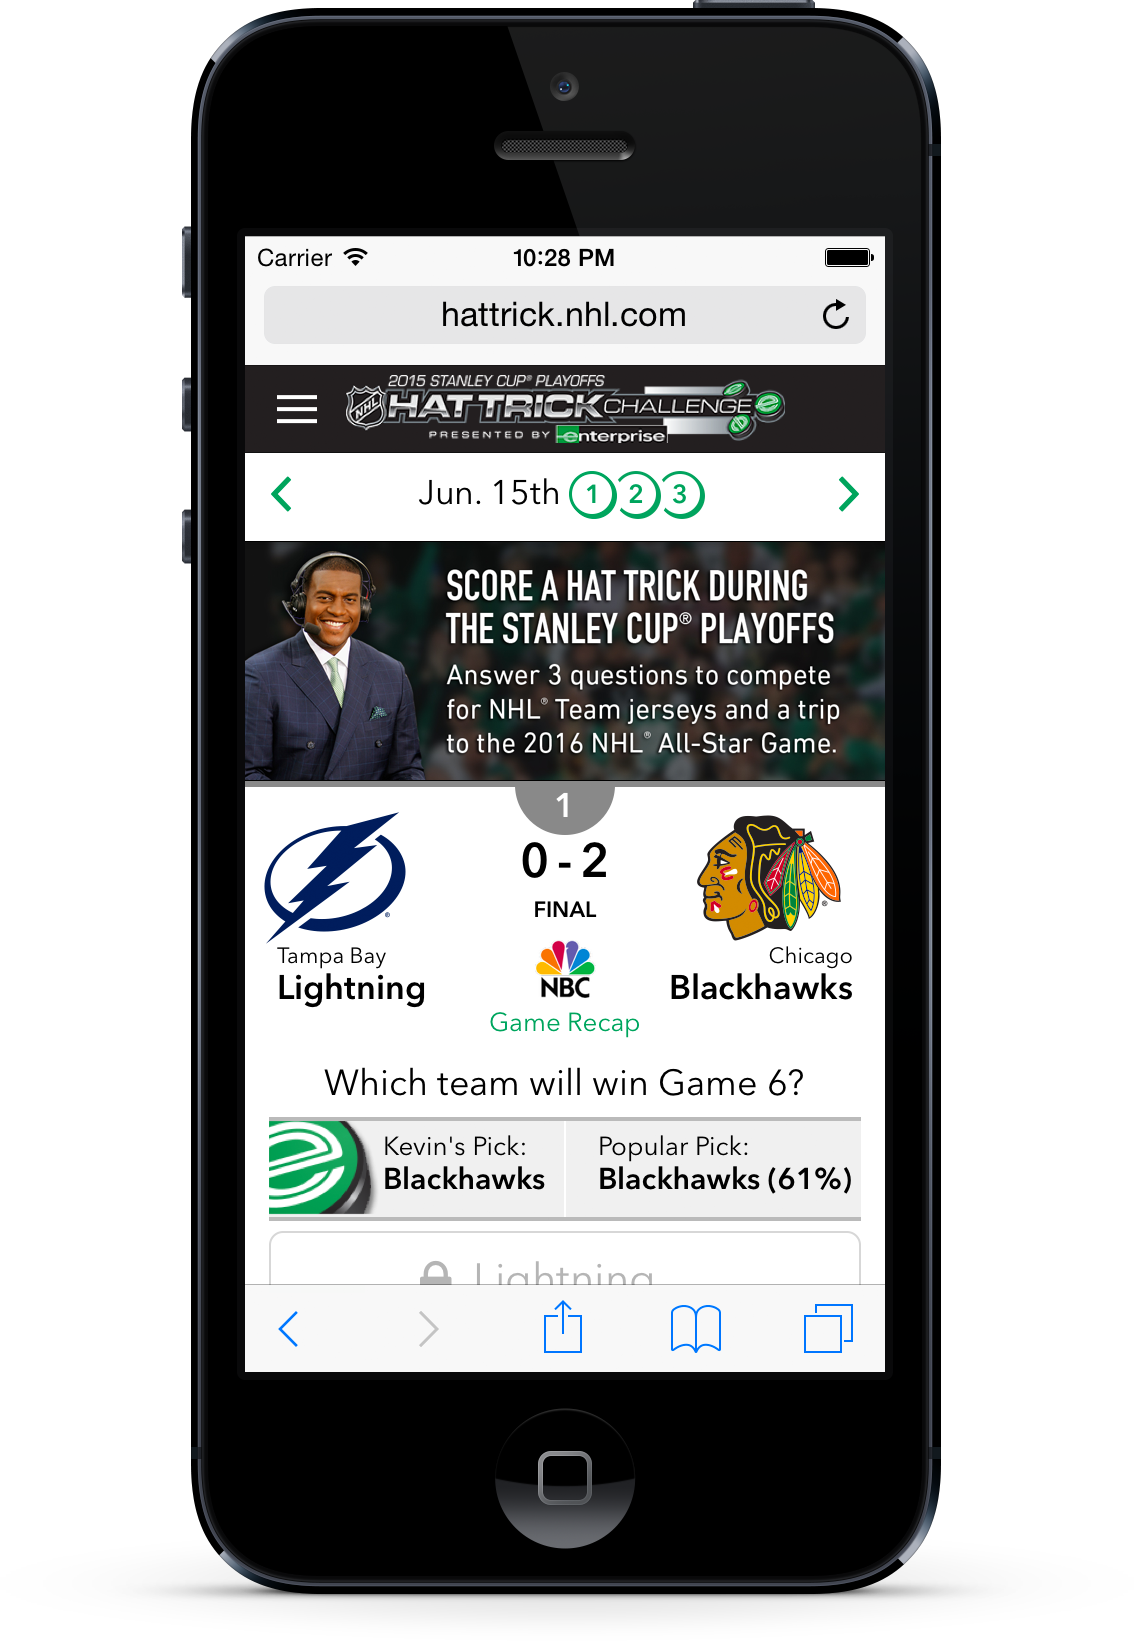 Carrier 10:28 PM
hattrick.nhl.com
2015 STANLEY CUP® PLAYOFFS
NHL HAT TRICK CHALLENGE
PRESENTED BY enterprise
Jun. 15th 1 2 3
SCORE A HAT TRICK DURING
THE STANLEY CUP® PLAYOFFS
Answer 3 questions to compete
for NHL® Team jerseys and a trip
to the 2016 NHL® All-Star Game.
1
0 - 2
FINAL
Tampa Bay
Lightning
Chicago
Blackhawks
NBC
Game Recap
Which team will win Game 6?
Kevin's Pick:
Blackhawks
Popular Pick:
Blackhawks (61%)
Lightning